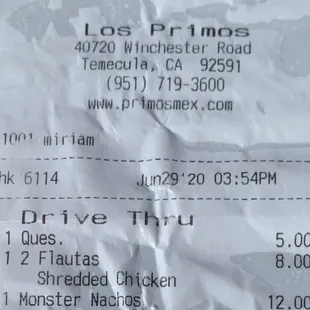 Los Primos
40720 Winchester Road
Temecula, CA 92591
(951) 719-3600
www.primosmex.com
1001 miriam
hk 6114 Jun29'20 03:54PM
Drive Thru
1 Ques. 5.00
1 2 Flautas 8.00
Shredded Chicken
1 Monster Nachos 12.00